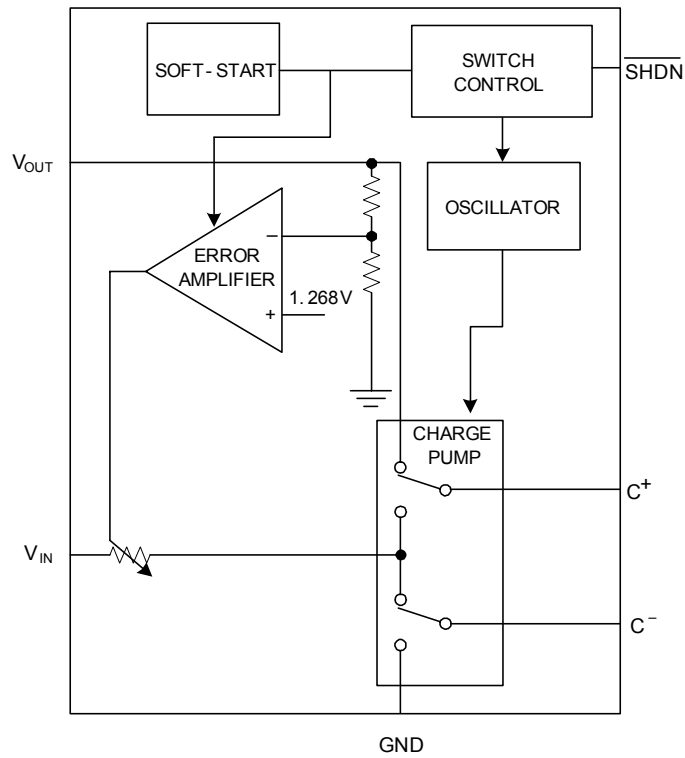 SOFT-START
SWITCH
CONTROL
SHDN
VOUT
OSCILLATOR
ERROR
AMPLIFIER
−
1.268V
+
CHARGE
PUMP
C+
VIN
C−
GND